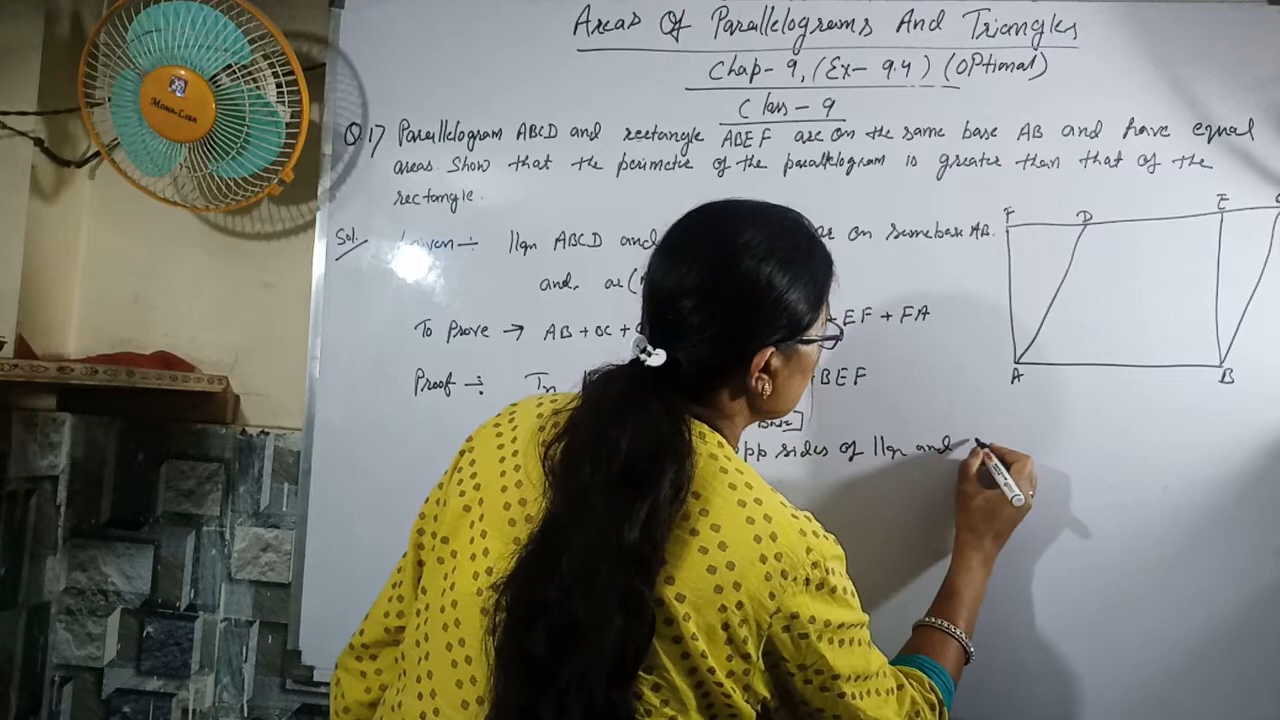 MONA-LISA
Areas Of Parallelograms And Triangles
Chap-9, (Ex- 9.4) (OPtional)
Class-9
Q1) Parallelogram ABCD and rectangle ABEF are on the same base AB and have equal
areas. Show that the perimetre of the parallelogram is greater than that of the
rectangle.
Sol. Given ÷ llgm ABCD and on same base AB.
and. ar(
To Prove → AB + BC + EF + FA
Proof ÷ In BEF
Base]
opp sides of llgm and
F D E
A B